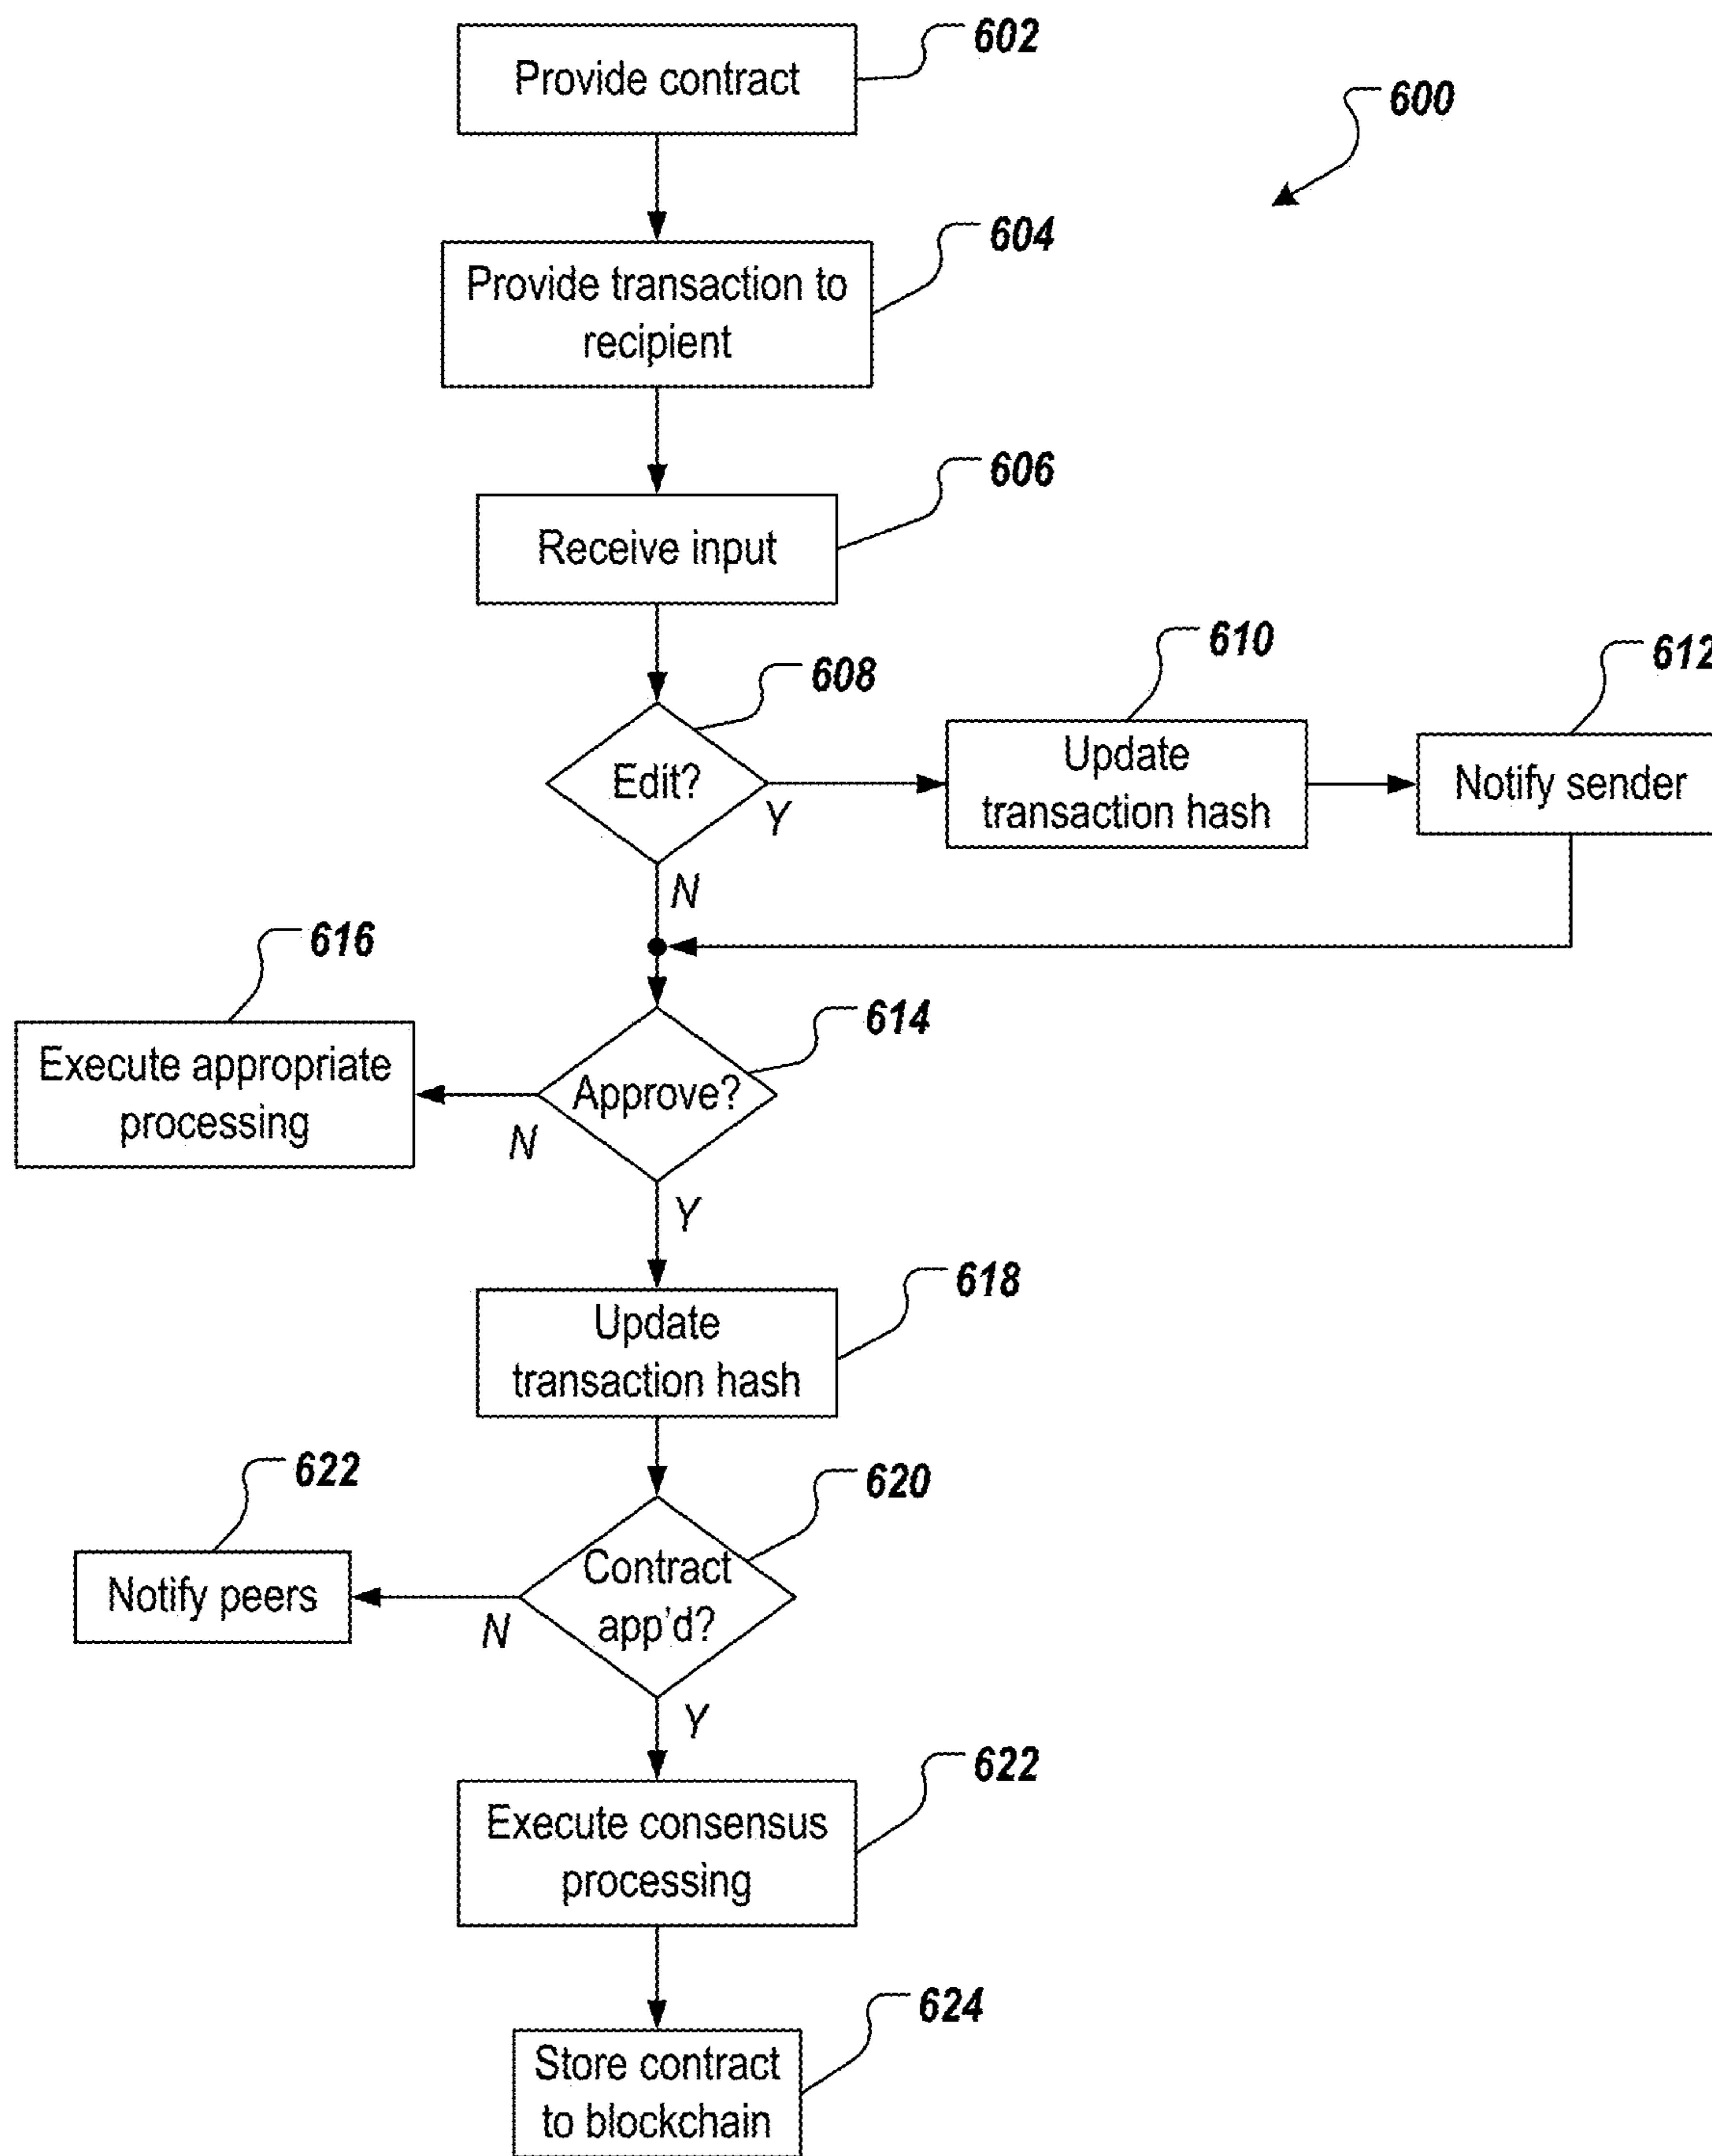 602
Provide contract
600
604
Provide transaction to
recipient
606
Receive input
608
610
612
Edit?
Y
Update
transaction hash
Notify sender
N
616
614
Execute appropriate
processing
Approve?
N
Y
618
Update
transaction hash
622
620
Notify peers
Contract
app'd?
N
Y
622
Execute consensus
processing
624
Store contract
to blockchain